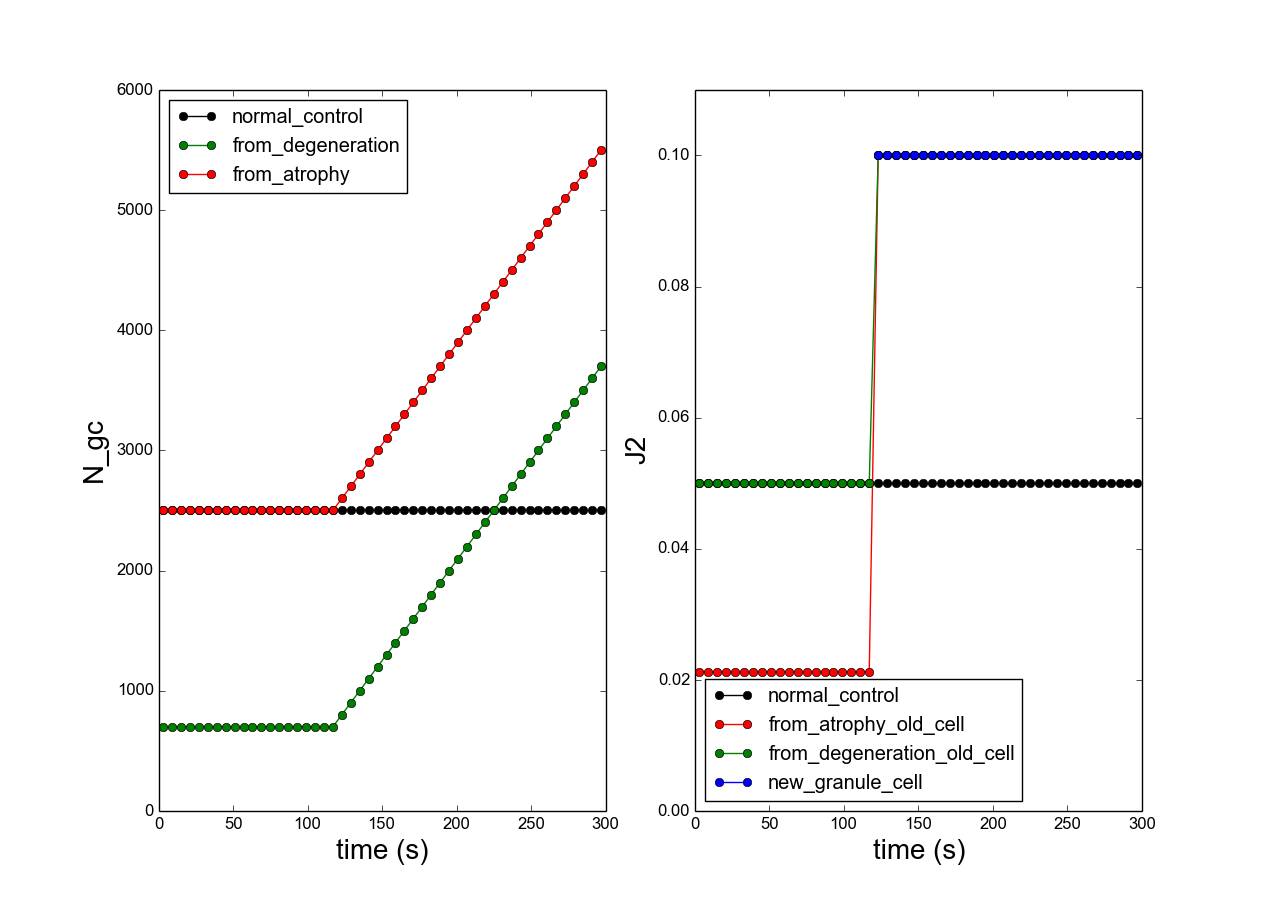 6000
5000
4000
3000
2000
1000
0
N_gc
normal_control
from_degeneration
from_atrophy
0 50 100 150 200 250 300
time (s)
0.10
0.08
0.06
0.04
0.02
0.00
J2
normal_control
from_atrophy_old_cell
from_degeneration_old_cell
new_granule_cell
0 50 100 150 200 250 300
time (s)